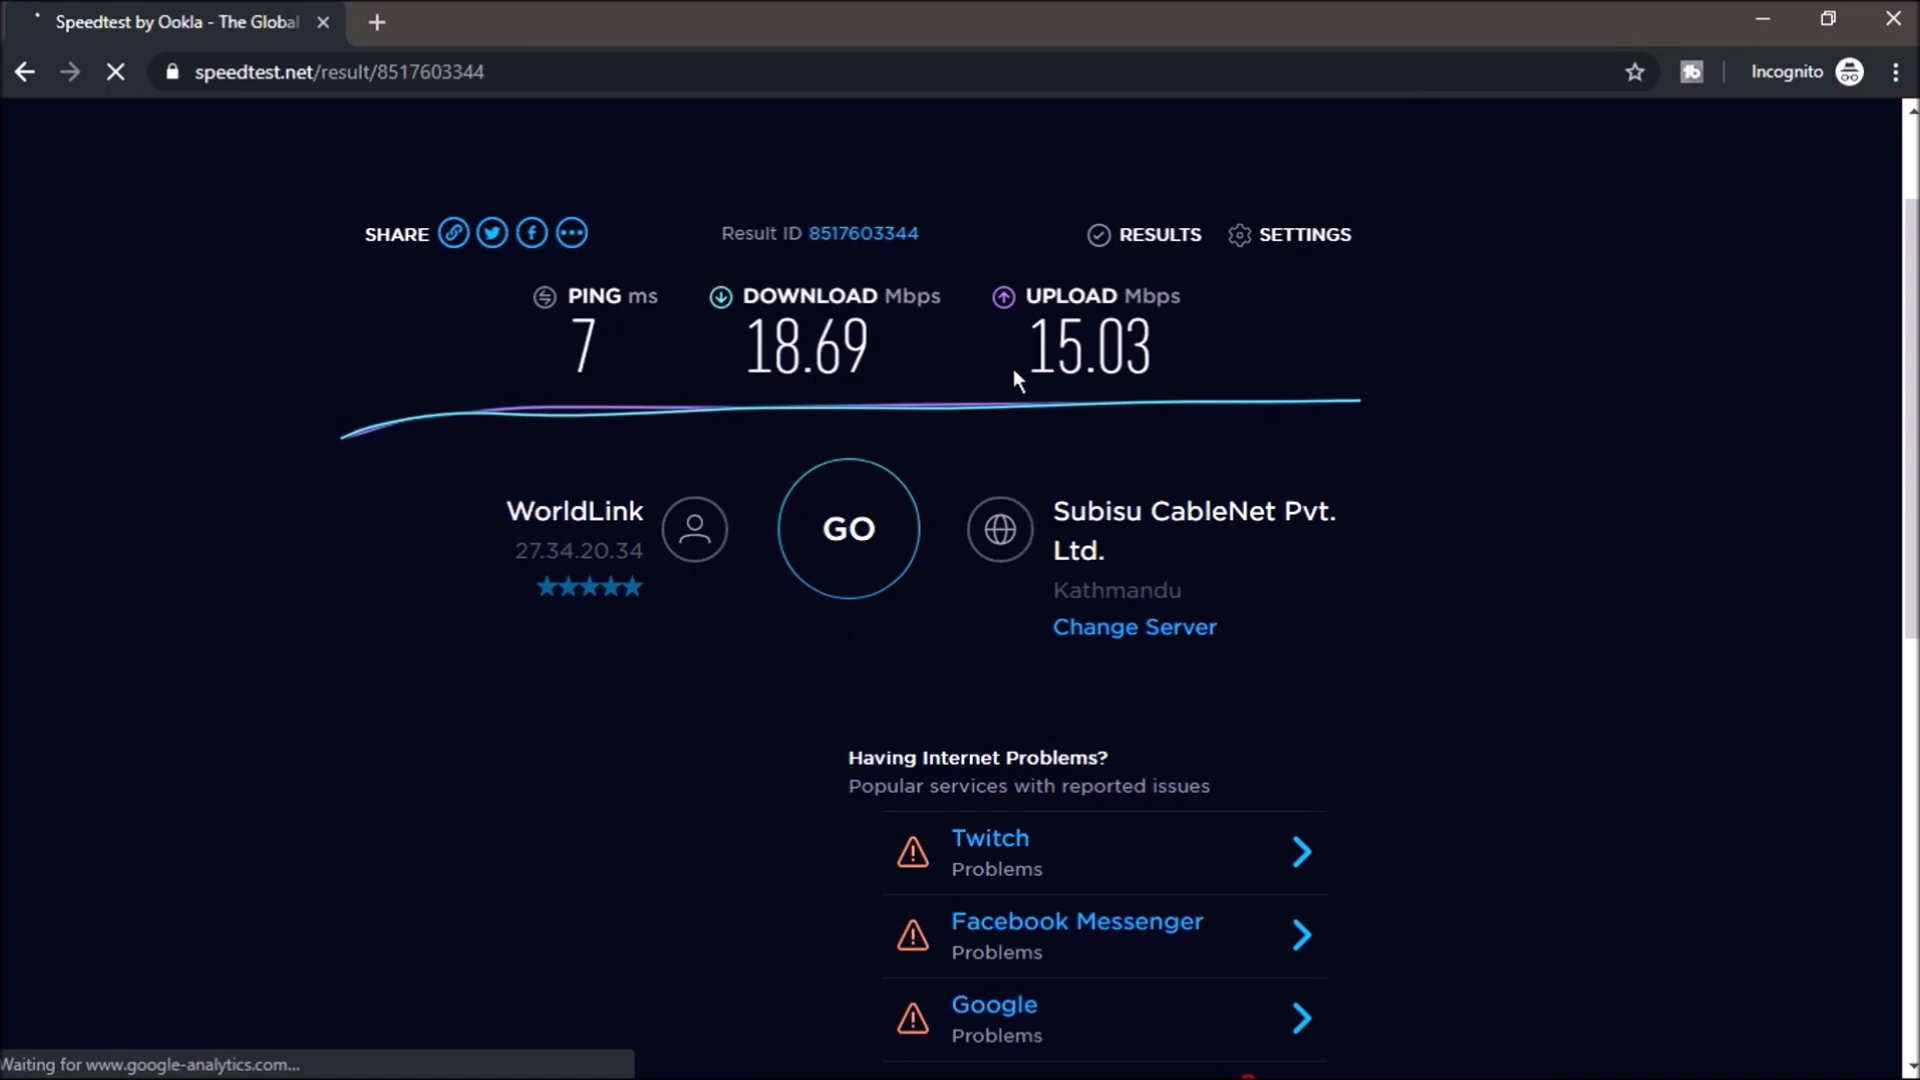 Speedtest by Ookla - The Global
speedtest.net/result/8517603344
Incognito
SHARE
Result ID 8517603344
RESULTS
SETTINGS
PING ms
DOWNLOAD Mbps
UPLOAD Mbps
7
18.69
15.03
WorldLink
27.34.20.34
GO
Subisu CableNet Pvt.
Ltd.
Kathmandu
Change Server
Having Internet Problems?
Popular services with reported issues
Twitch
Problems
Facebook Messenger
Problems
Google
Problems
Waiting for www.google-analytics.com...